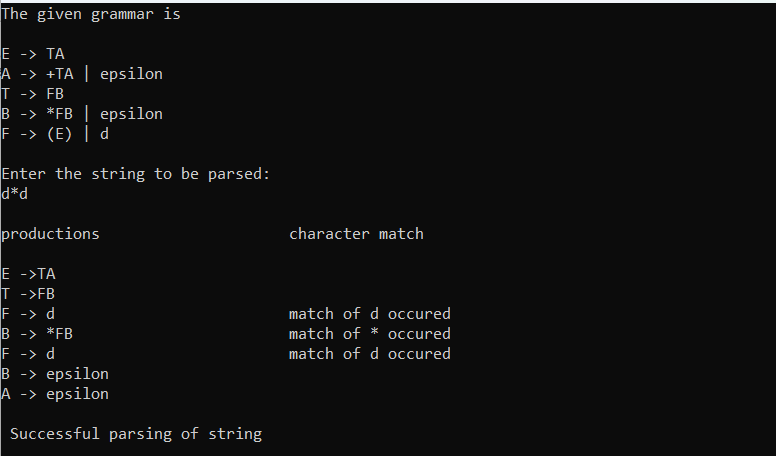 The given grammar is
E -> TA
A -> +TA | epsilon
T -> FB
B -> *FB | epsilon
F -> (E) | d
Enter the string to be parsed:
d*d
productions character match
E ->TA
T ->FB
F -> d match of d occured
B -> *FB match of * occured
F -> d match of d occured
B -> epsilon
A -> epsilon
Successful parsing of string